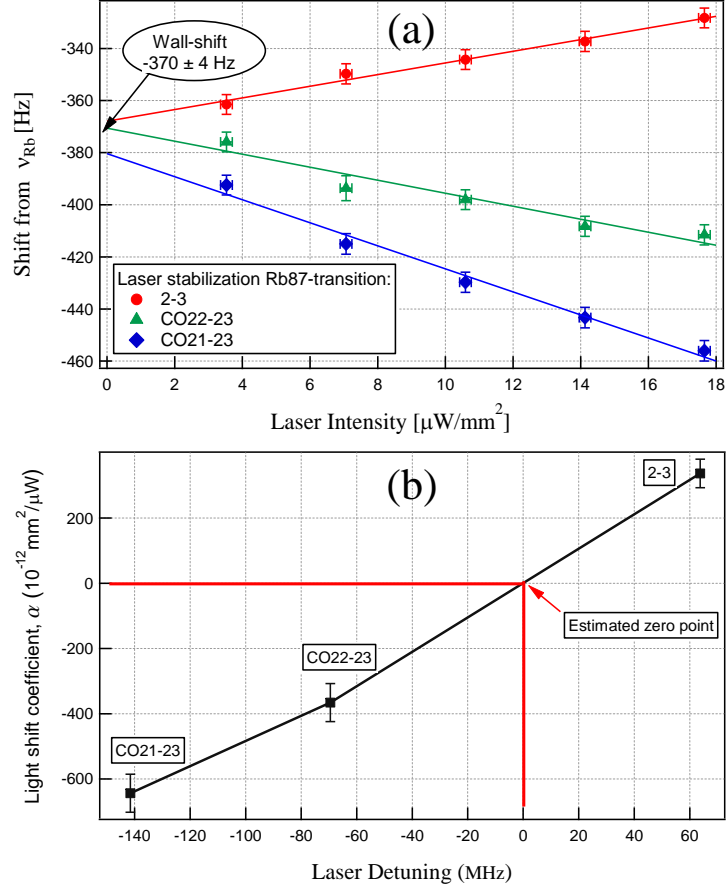 (a)
Wall-shift
-370 ± 4 Hz
Shift from ν_Rb [Hz]
-320
-340
-360
-380
-400
-420
-440
-460
Laser stabilization Rb87-transition:
2-3
CO22-23
CO21-23
0 2 4 6 8 10 12 14 16 18
Laser Intensity [μW/mm²]
(b)
Light shift coefficient, α (10⁻¹² mm²/μW)
200
0
-200
-400
-600
2-3
Estimated zero point
CO22-23
CO21-23
-140 -120 -100 -80 -60 -40 -20 0 20 40 60
Laser Detuning (MHz)